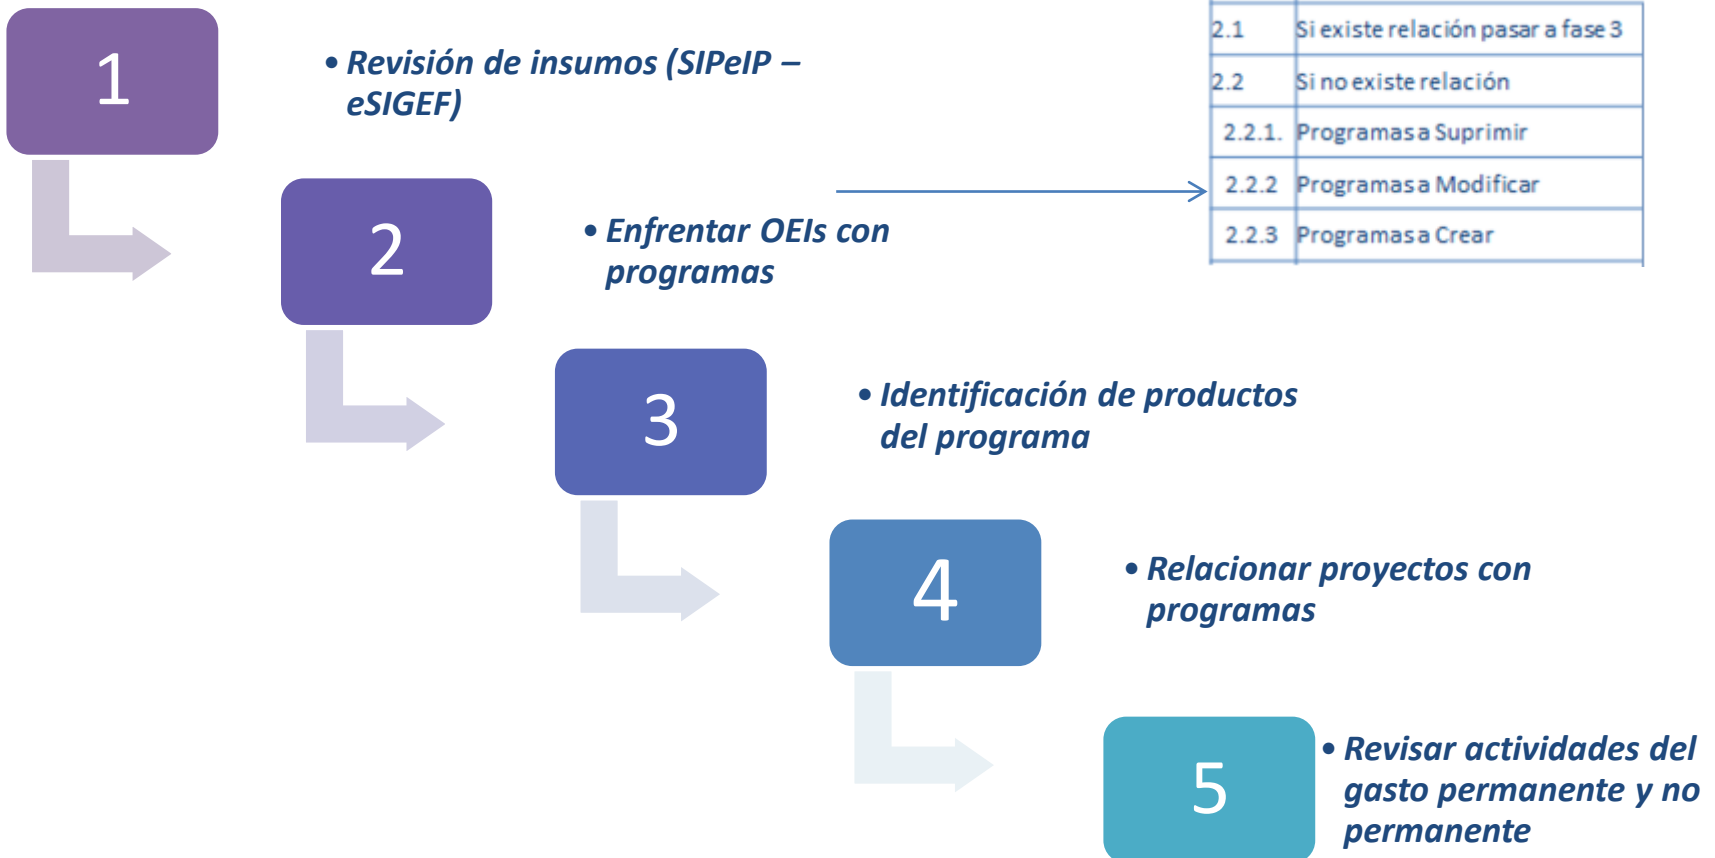 1
• Revisión de insumos (SIPeIP –
eSIGEF)
2.1 Si existe relación pasar a fase 3
2.2 Si no existe relación
2.2.1. Programas a Suprimir
2.2.2 Programas a Modificar
2.2.3 Programas a Crear
2
• Enfrentar OEIs con
programas
3
• Identificación de productos
del programa
4
• Relacionar proyectos con
programas
5
• Revisar actividades del
gasto permanente y no
permanente